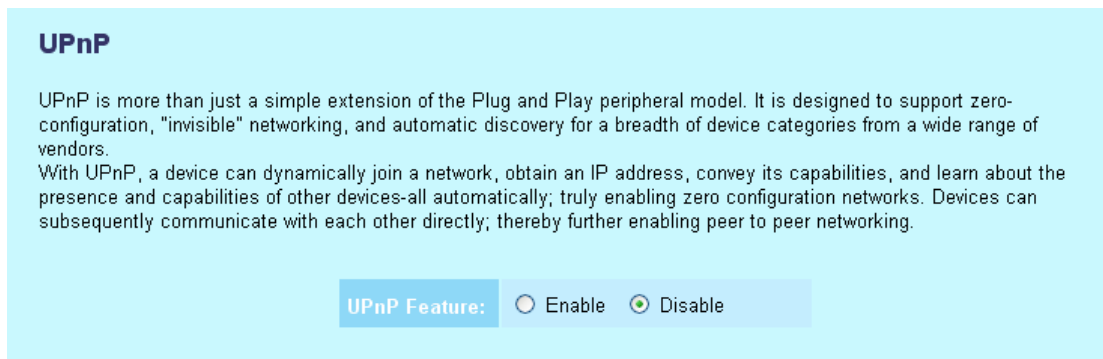 UPnP
UPnP is more than just a simple extension of the Plug and Play peripheral model. It is designed to support zero-
configuration, "invisible" networking, and automatic discovery for a breadth of device categories from a wide range of
vendors.
With UPnP, a device can dynamically join a network, obtain an IP address, convey its capabilities, and learn about the
presence and capabilities of other devices-all automatically; truly enabling zero configuration networks. Devices can
subsequently communicate with each other directly; thereby further enabling peer to peer networking.
UPnP Feature: Enable Disable